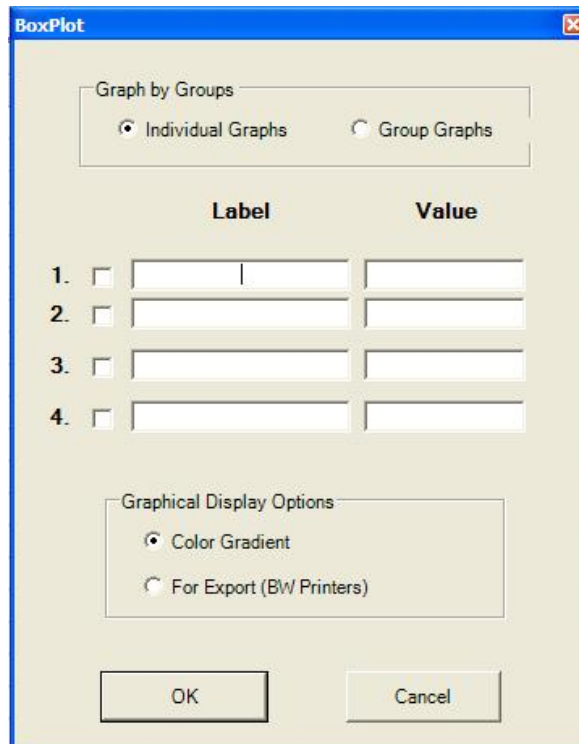 BoxPlot
Graph by Groups
Individual Graphs Group Graphs
Label Value
1.
2.
3.
4.
Graphical Display Options
Color Gradient
For Export (BW Printers)
OK Cancel